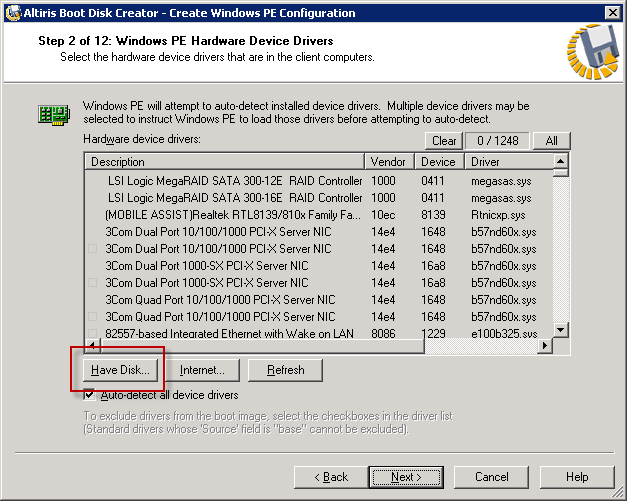 Altiris Boot Disk Creator - Create Windows PE Configuration
Step 2 of 12: Windows PE Hardware Device Drivers
Select the hardware device drivers that are in the client computers.
Windows PE will attempt to auto-detect installed device drivers. Multiple device drivers may be
selected to instruct Windows PE to load those drivers before attempting to auto-detect.
Hardware device drivers: Clear 0 / 1248 All
Description Vendor Device Driver
LSI Logic MegaRAID SATA 300-12E RAID Controller 1000 0411 megasas.sys
LSI Logic MegaRAID SATA 300-16E RAID Controller 1000 0411 megasas.sys
(MOBILE ASSIST)Realtek RTL8139/810x Family Fa... 10ec 8139 Rtnicxp.sys
3Com Dual Port 10/100/1000 PCI-X Server NIC 14e4 1648 b57nd60x.sys
3Com Dual Port 10/100/1000 PCI-X Server NIC 14e4 1648 b57nd60x.sys
3Com Dual Port 1000-SX PCI-X Server NIC 14e4 16a8 b57nd60x.sys
3Com Dual Port 1000-SX PCI-X Server NIC 14e4 16a8 b57nd60x.sys
3Com Quad Port 10/100/1000 PCI-X Server NIC 14e4 1648 b57nd60x.sys
3Com Quad Port 10/100/1000 PCI-X Server NIC 14e4 1648 b57nd60x.sys
82557-based Integrated Ethernet with Wake on LAN 8086 1229 e100b325.sys
Have Disk... Internet... Refresh
Auto-detect all device drivers
To exclude drivers from the boot image, select the checkboxes in the driver list
(Standard drivers whose 'Source' field is "base" cannot be excluded).
< Back Next > Cancel Help